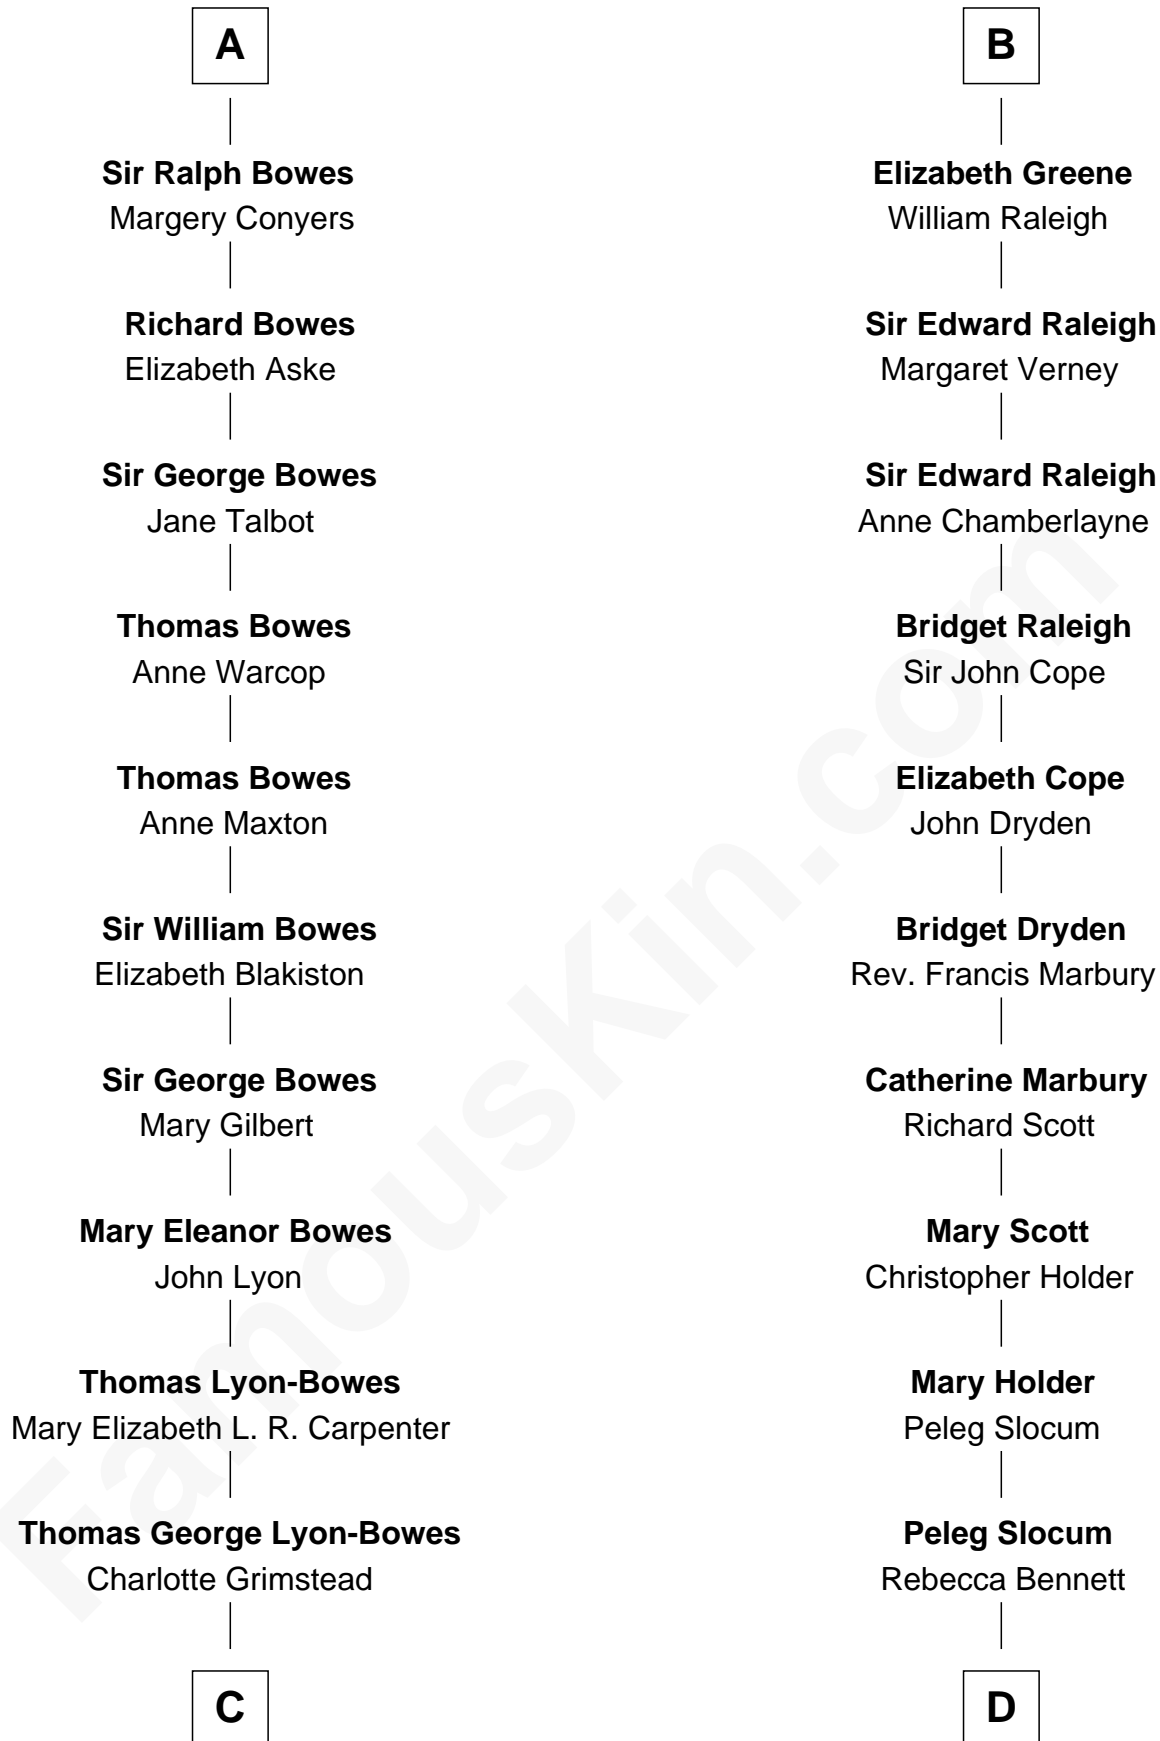 A
Sir Ralph Bowes
Margery Conyers
Richard Bowes
Elizabeth Aske
Sir George Bowes
Jane Talbot
Thomas Bowes
Anne Warcop
Thomas Bowes
Anne Maxton
Sir William Bowes
Elizabeth Blakiston
Sir George Bowes
Mary Gilbert
Mary Eleanor Bowes
John Lyon
Thomas Lyon-Bowes
Mary Elizabeth L. R. Carpenter
Thomas George Lyon-Bowes
Charlotte Grimstead
C
B
Elizabeth Greene
William Raleigh
Sir Edward Raleigh
Margaret Verney
Sir Edward Raleigh
Anne Chamberlayne
Bridget Raleigh
Sir John Cope
Elizabeth Cope
John Dryden
Bridget Dryden
Rev. Francis Marbury
Catherine Marbury
Richard Scott
Mary Scott
Christopher Holder
Mary Holder
Peleg Slocum
Peleg Slocum
Rebecca Bennett
D
FamousKin.com